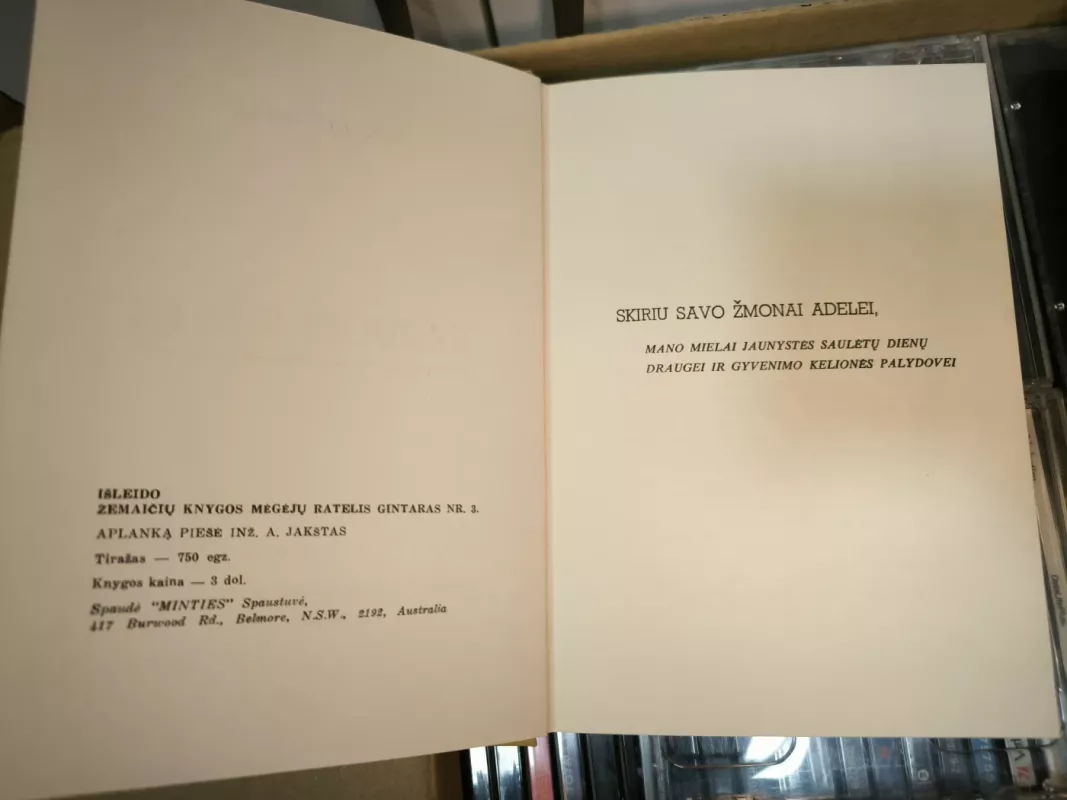 IŠLEIDO
ŽEMAIČIŲ KNYGOS MĖGĖJŲ RATELIS GINTARAS NR. 3.
APLANKĄ PIEŠĖ INŽ. A. JAKŠTAS
Tiražas — 750 egz.
Knygos kaina — 3 dol.
Spaudė "MINTIES" Spaustuvė,
417 Burwood Rd., Belmore, N.S.W., 2192, Australia
SKIRIU SAVO ŽMONAI ADELEI,
MANO MIELAI JAUNYSTĖS SAULĖTŲ DIENŲ
DRAUGEI IR GYVENIMO KELIONĖS PALYDOVEI